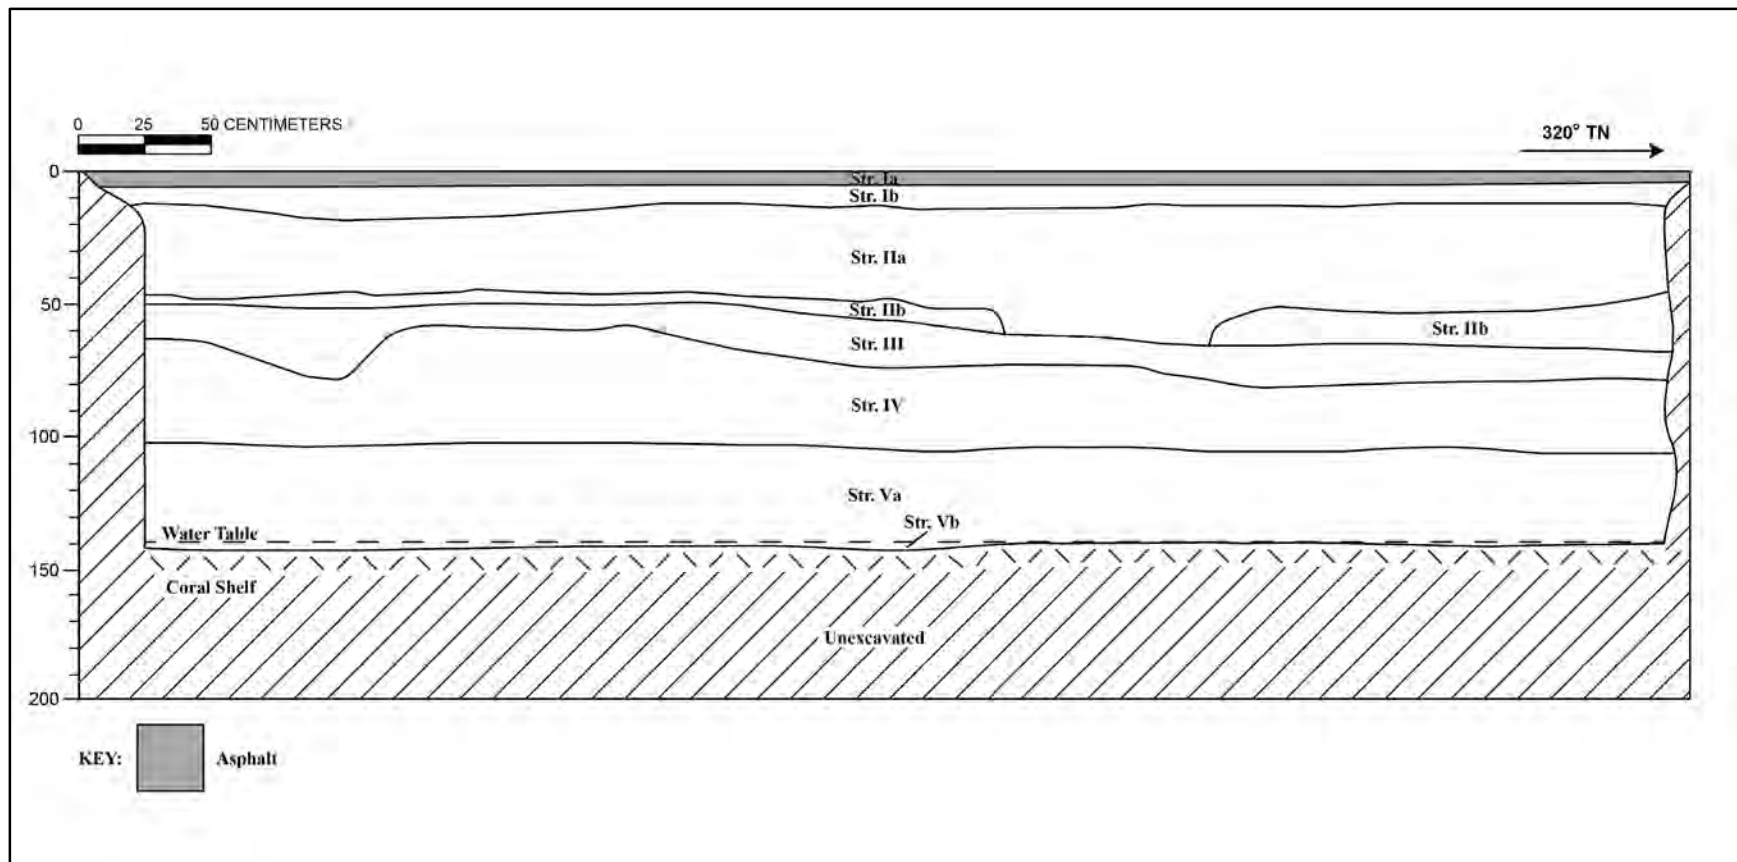 0 25 50 CENTIMETERS
320° TN
0
Str. Ia
Str. Ib
Str. IIa
50
Str. IIb
Str. IIb
Str. III
Str. IV
100
Str. Va
Str. Vb
Water Table
150
Coral Shelf
Unexcavated
200
KEY: Asphalt